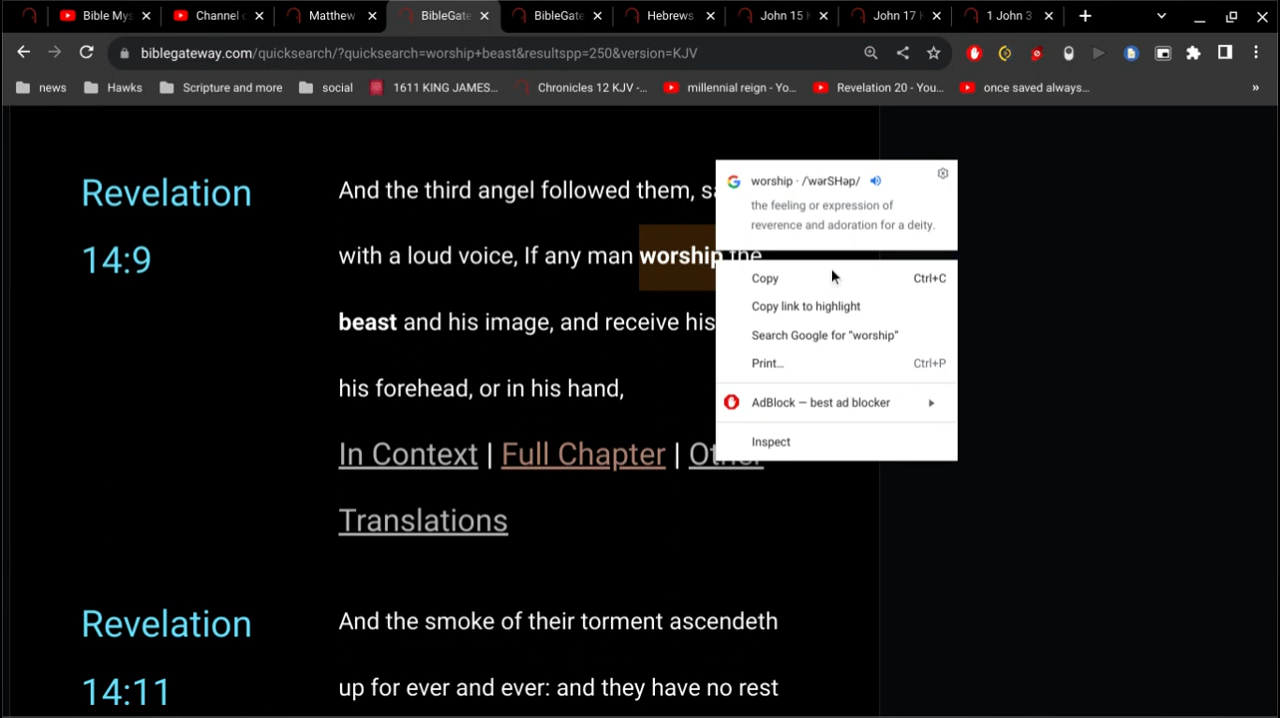 Bible Mys
Channel
Matthew
BibleGate
BibleGate
Hebrews
John 15
John 17
1 John 3
biblegateway.com/quicksearch/?quicksearch=worship+beast&resultspp=250&version=KJV
news
Hawks
Scripture and more
social
1611 KING JAMES...
Chronicles 12 KJV -...
millennial reign - Yo...
Revelation 20 - You...
once saved always...
»
Revelation
14:9
And the third angel followed them, s
with a loud voice, If any man worship the
beast and his image, and receive his
his forehead, or in his hand,
In Context | Full Chapter | Other
Translations
worship · /ˈwərSHəp/
the feeling or expression of
reverence and adoration for a deity.
Copy Ctrl+C
Copy link to highlight
Search Google for “worship”
Print... Ctrl+P
AdBlock — best ad blocker
Inspect
Revelation
14:11
And the smoke of their torment ascendeth
up for ever and ever: and they have no rest